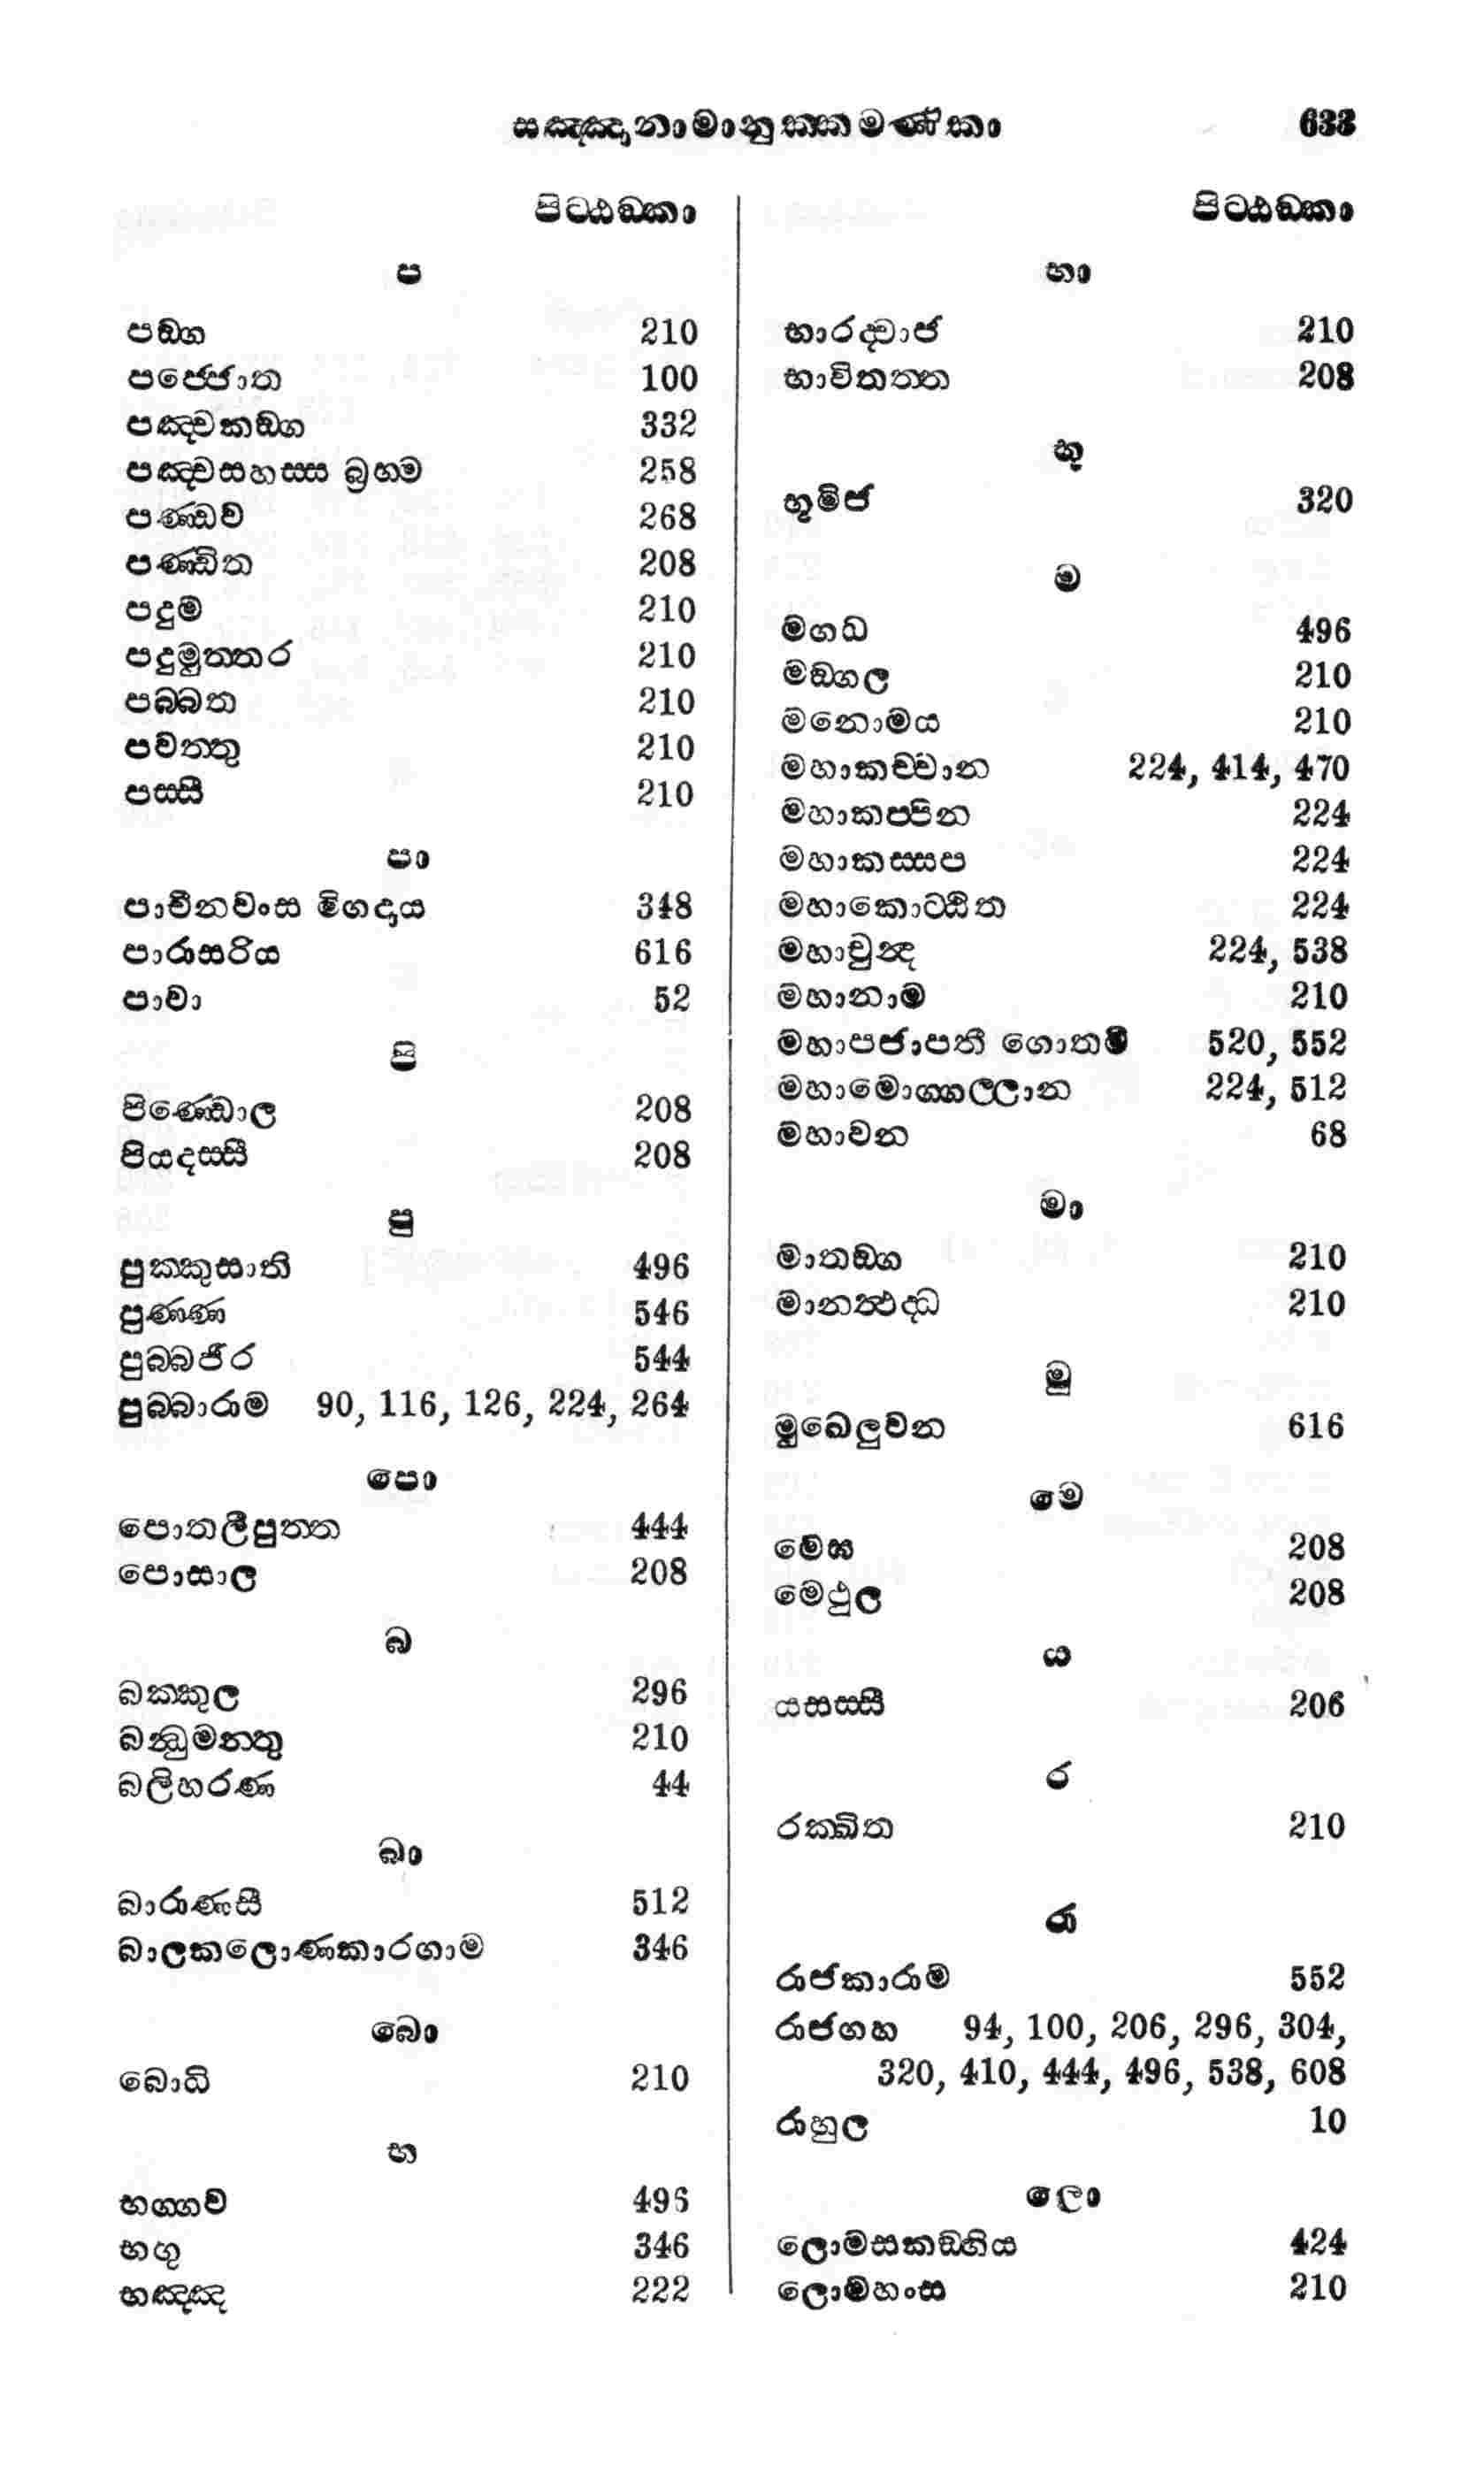 සඤ්ඤානාමානුක්කමණිකා 633
පිට්ඨඞ්කා
ප
පඞ්ග 210
පජ්ජොත 100
පඤ්චකඞ්ග 332
පඤ්චසහස්ස බ්‍රහ්ම 258
පණ්ඩව 268
පණ්ඩිත 208
පදුම 210
පදුමුත්තර 210
පබ්බත 210
පවත්තු 210
පස්සී 210
පා
පාචීනවංස මිගදාය 348
පාරාසරිය 616
පාවා 52
පි
පිණ්ඩොල 208
පියදස්සී 208
පු
පුක්කුසාති 496
පුණ්ණ 546
පුබ්බජිර 544
පුබ්බාරාම 90, 116, 126, 224, 264
පො
පොතලිපුත්ත 444
පොසාල 208
බ
බක්කුල 296
බන්ධුමන්තු 210
බලිහරණ 44
බා
බාරාණසී 512
බාලකලොණකාරගාම 346
බො
බොධි 210
භ
භග්ගව 496
භගු 346
භඤ්ඤ 222
පිට්ඨඞ්කා
භා
භාරද්වාජ 210
භාවිතත්ත 208
භූ
භූමිජ 320
ම
මගධ 496
මඞ්ගල 210
මනොමය 210
මහාකච්චාන 224, 414, 470
මහාකප්පින 224
මහාකස්සප 224
මහාකොට්ඨිත 224
මහාචුන්ද 224, 538
මහානාම 210
මහාපජාපතී ගොතමී 520, 552
මහාමොග්ගල්ලාන 224, 512
මහාවන 68
මා
මාතඞ්ග 210
මානත්ථද්ධ 210
මු
මුඛෙලුවන 616
මෙ
මේඝ 208
මෙථුල 208
ය
යසස්සී 206
ර
රක්ඛිත 210
රා
රාජකාරාම 552
රාජගහ 94, 100, 206, 296, 304,
320, 410, 444, 496, 538, 608
රාහුල 10
ලො
ලොමසකඞ්ගිය 424
ලොමහංස 210